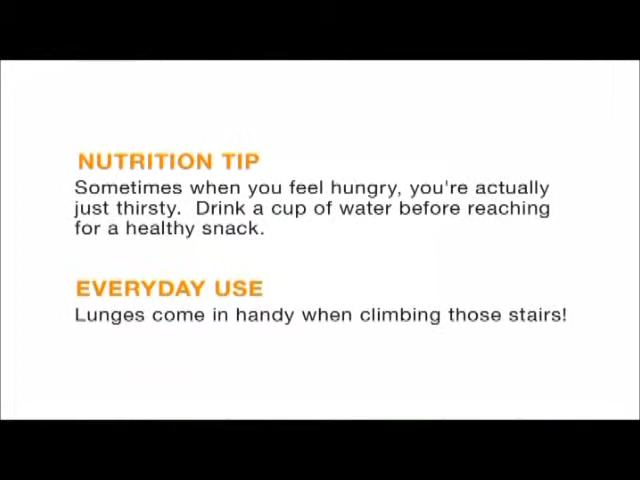 NUTRITION TIP
Sometimes when you feel hungry, you're actually
just thirsty.  Drink a cup of water before reaching
for a healthy snack.
EVERYDAY USE
Lunges come in handy when climbing those stairs!